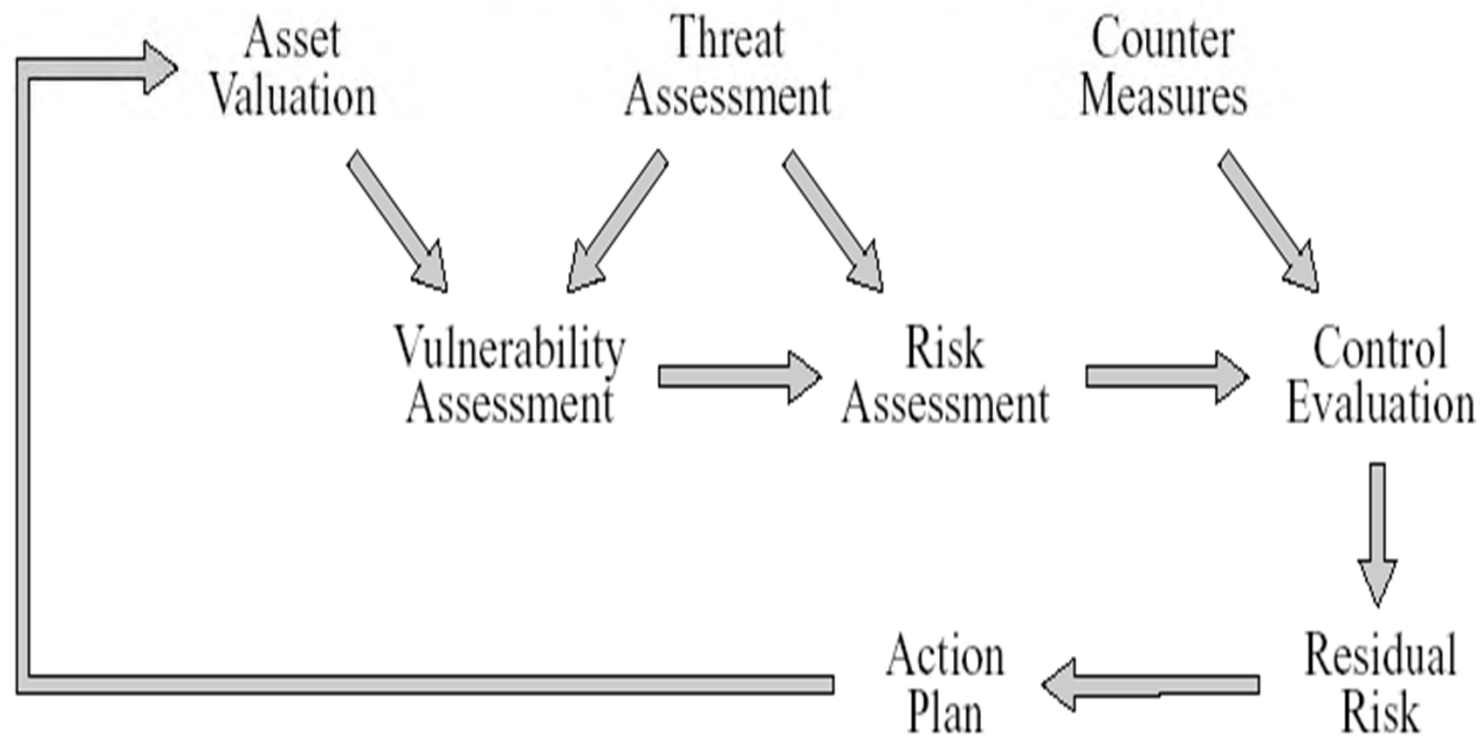 Asset
Valuation
Threat
Assessment
Counter
Measures
Vulnerability
Assessment
Risk
Assessment
Control
Evaluation
Action
Plan
Residual
Risk